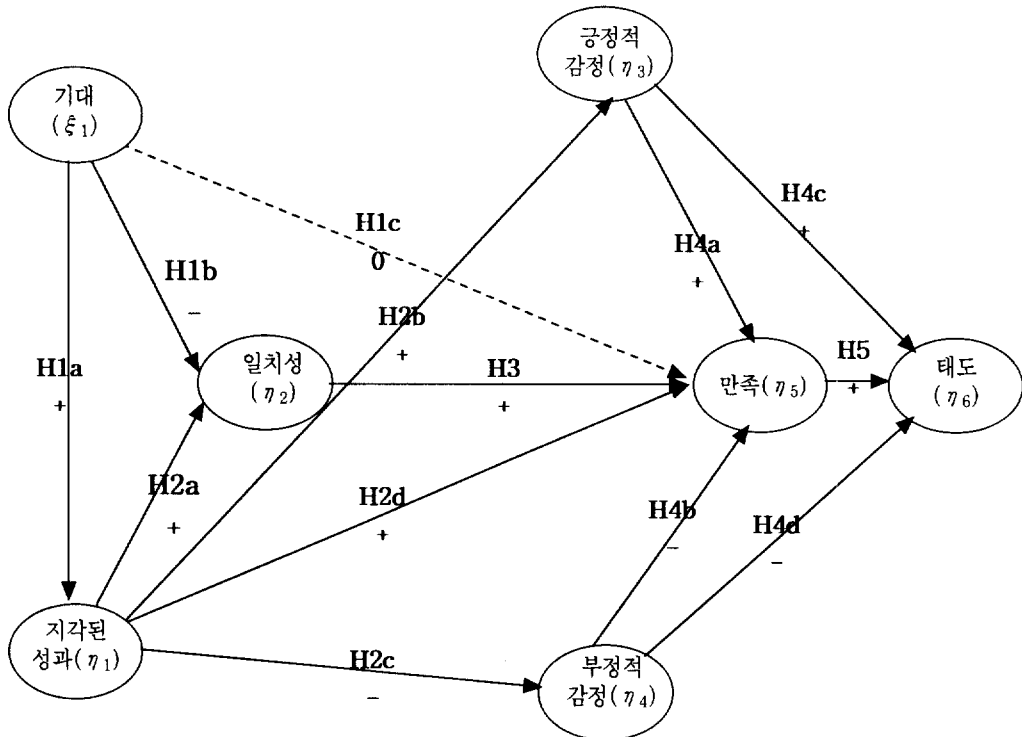 긍정적
감정(η₃)
기대
(ξ₁)
H4c
+
H1c
0
H4a
+
H1b
−
H2b
+
일치성
(η₂)
H1a
+
H3
+
만족(η₅)
H5
+
태도
(η₆)
H2a
+
H2d
+
H4b
−
H4d
−
지각된
성과(η₁)
H2c
−
부정적
감정(η₄)